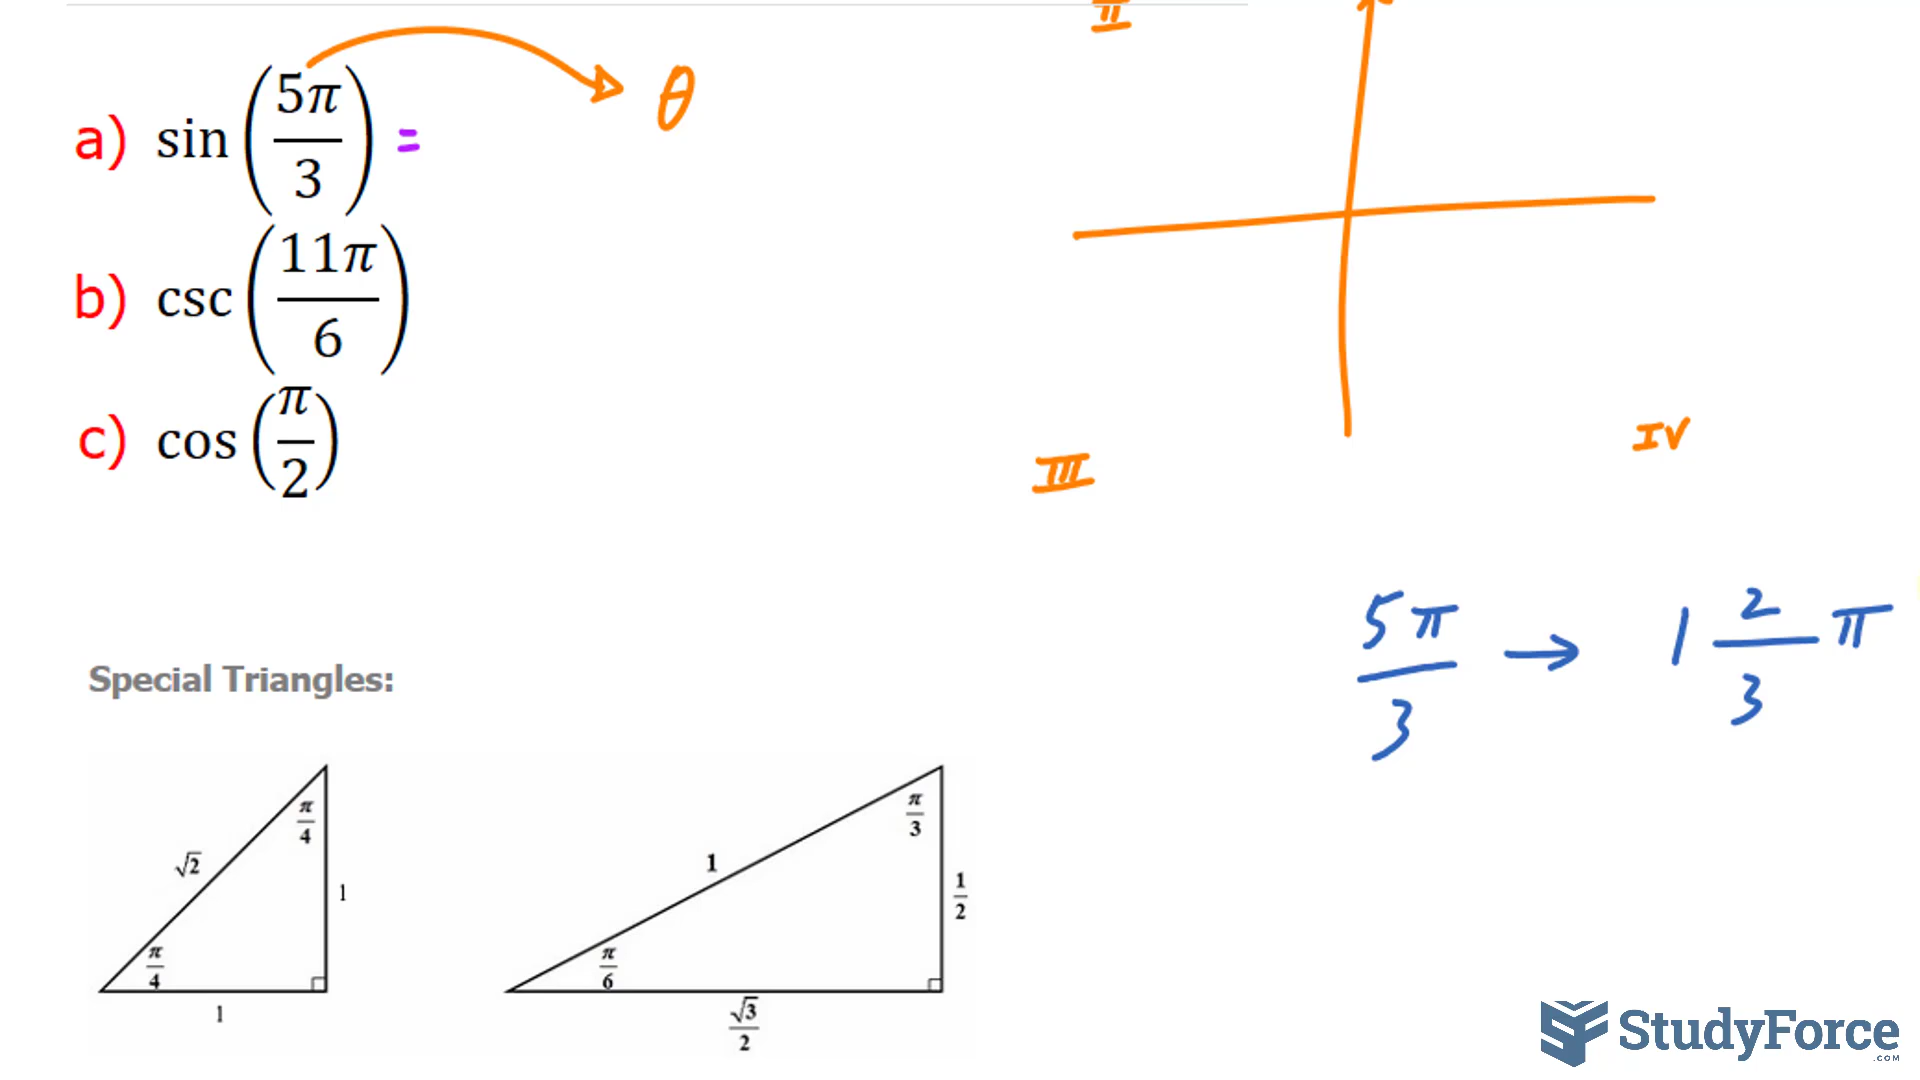 II
a) sin(5π/3) = θ
b) csc(11π/6)
c) cos(π/2)
III
IV
5π/3 → 1 2/3 π
Special Triangles:
√2
π/4
1
π/4
1
1
π/3
1/2
π/6
√3/2
StudyForce
.COM